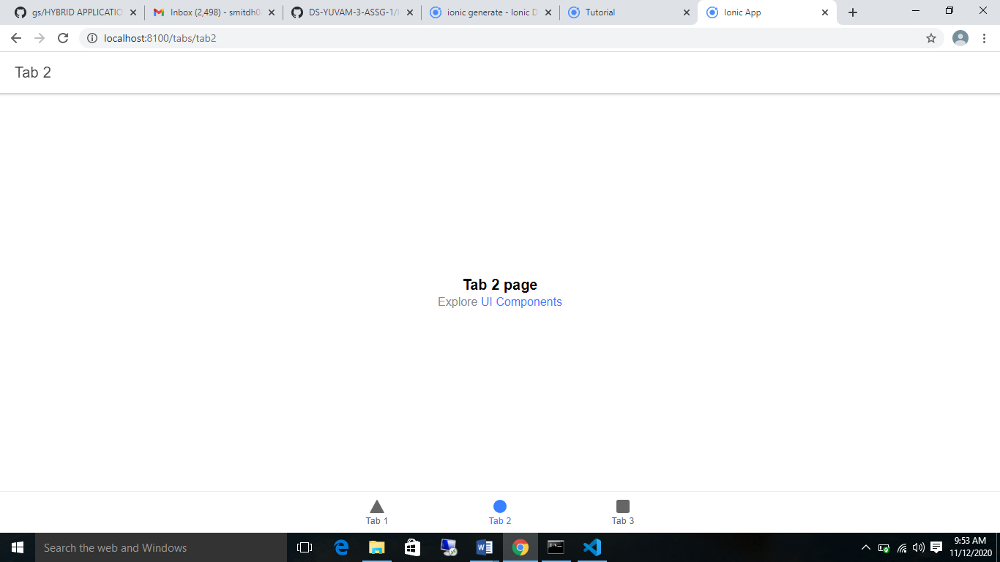 gs/HYBRID APPLICATIO
Inbox (2,498) - smitdh0
DS-YUVAM-3-ASSG-1/
ionic generate - Ionic D
Tutorial
Ionic App
localhost:8100/tabs/tab2
Tab 2
Tab 2 page
Explore UI Components
Tab 1
Tab 2
Tab 3
Search the web and Windows
9:53 AM
11/12/2020